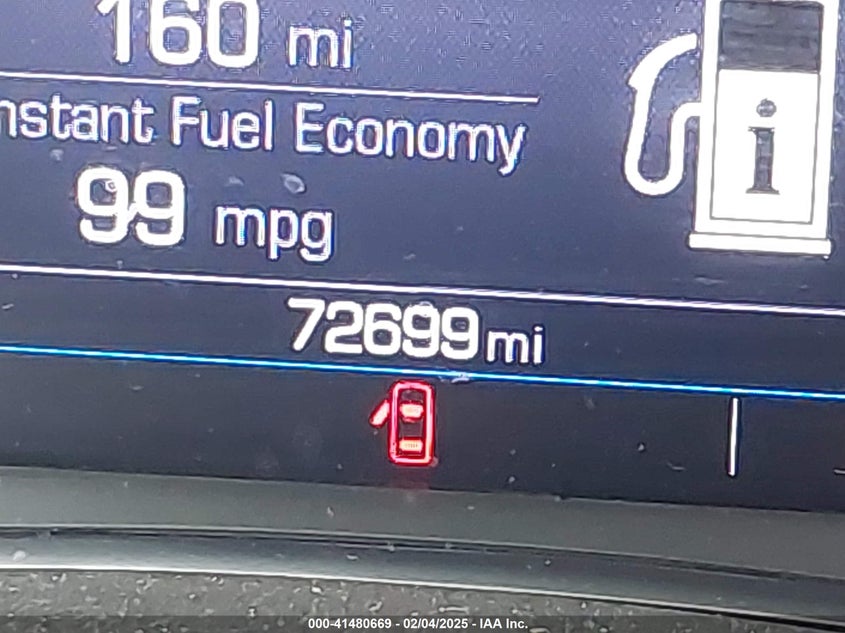 160 mi
nstant Fuel Economy
99 mpg
i
72699 mi
000-41480669 - 02/04/2025 - IAA Inc.